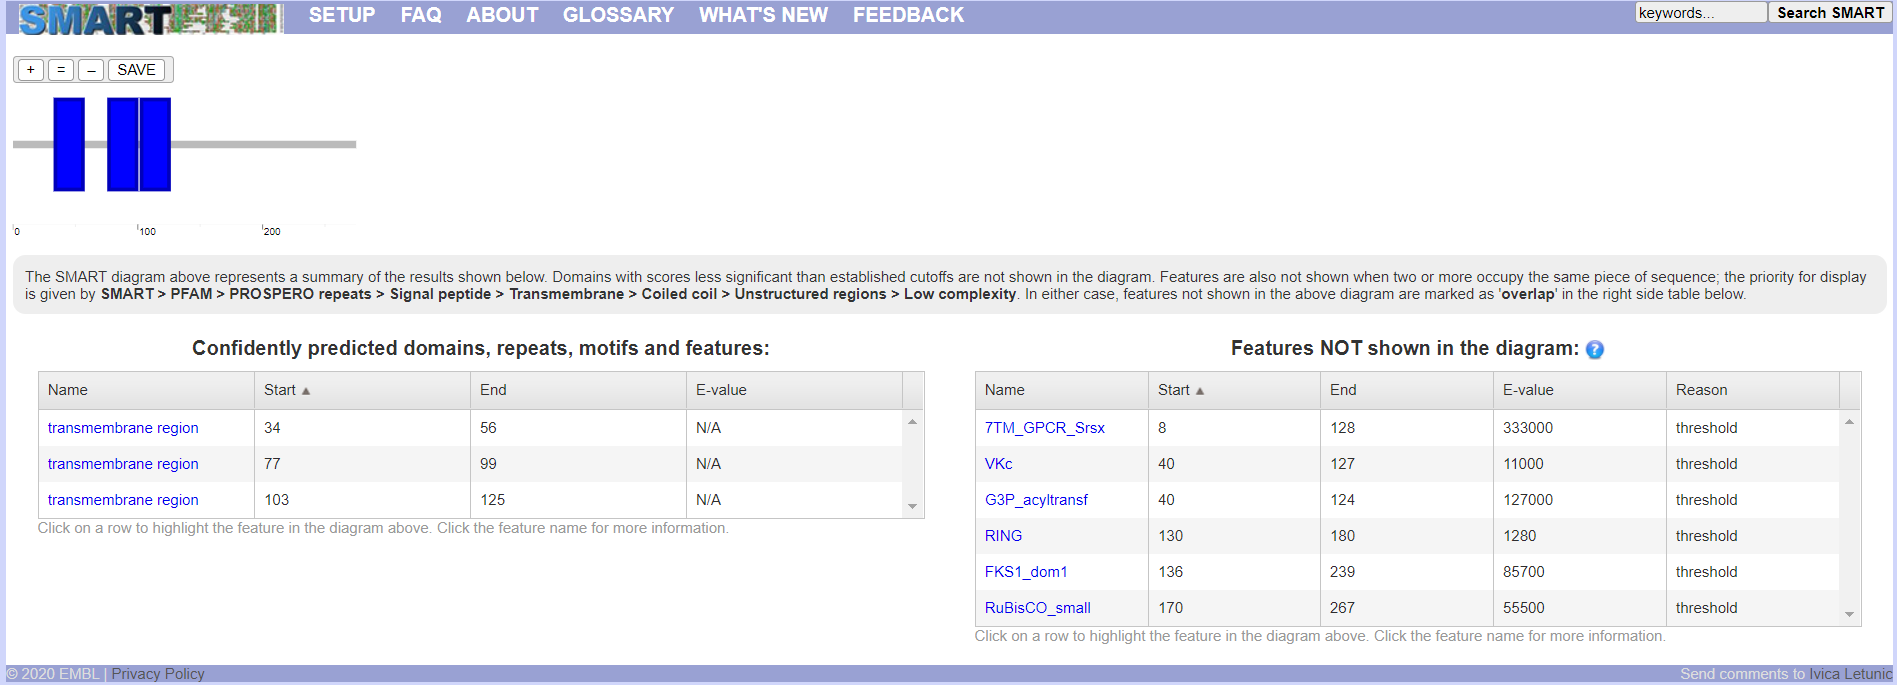 SMART SETUP FAQ ABOUT GLOSSARY WHAT'S NEW FEEDBACK keywords... Search SMART
+ = – SAVE
0 100 200
The SMART diagram above represents a summary of the results shown below. Domains with scores less significant than established cutoffs are not shown in the diagram. Features are also not shown when two or more occupy the same piece of sequence; the priority for display
is given by SMART > PFAM > PROSPERO repeats > Signal peptide > Transmembrane > Coiled coil > Unstructured regions > Low complexity. In either case, features not shown in the above diagram are marked as 'overlap' in the right side table below.
Confidently predicted domains, repeats, motifs and features:
Name Start ▲ End E-value
transmembrane region 34 56 N/A
transmembrane region 77 99 N/A
transmembrane region 103 125 N/A
Click on a row to highlight the feature in the diagram above. Click the feature name for more information.
Features NOT shown in the diagram: ?
Name Start ▲ End E-value Reason
7TM_GPCR_Srsx 8 128 333000 threshold
VKc 40 127 11000 threshold
G3P_acyltransf 40 124 127000 threshold
RING 130 180 1280 threshold
FKS1_dom1 136 239 85700 threshold
RuBisCO_small 170 267 55500 threshold
Click on a row to highlight the feature in the diagram above. Click the feature name for more information.
© 2020 EMBL | Privacy Policy Send comments to Ivica Letunic